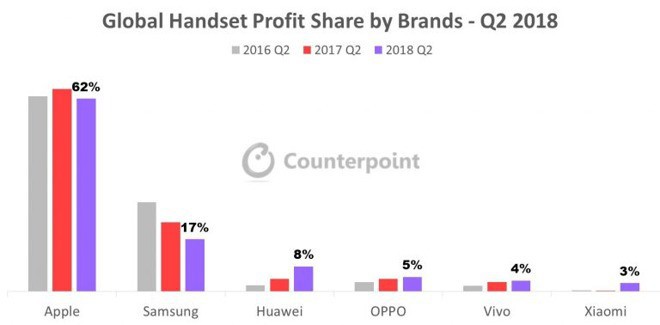 Global Handset Profit Share by Brands - Q2 2018
2016 Q2 2017 Q2 2018 Q2
62%
17%
8%
5%
4%
3%
Counterpoint
Apple Samsung Huawei OPPO Vivo Xiaomi